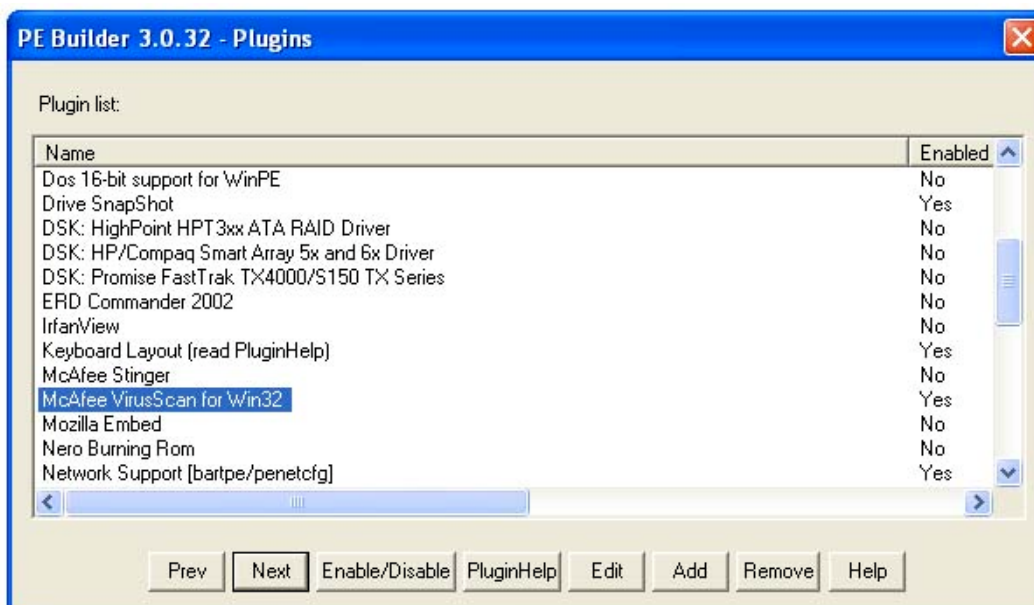 PE Builder 3.0.32 - Plugins
Plugin list:
Name Enabled
Dos 16-bit support for WinPE No
Drive SnapShot Yes
DSK: HighPoint HPT3xx ATA RAID Driver No
DSK: HP/Compaq Smart Array 5x and 6x Driver No
DSK: Promise FastTrak TX4000/S150 TX Series No
ERD Commander 2002 No
IrfanView No
Keyboard Layout (read PluginHelp) Yes
McAfee Stinger No
McAfee VirusScan for Win32 Yes
Mozilla Embed No
Nero Burning Rom No
Network Support [bartpe/penetcfg] Yes
Prev Next Enable/Disable PluginHelp Edit Add Remove Help